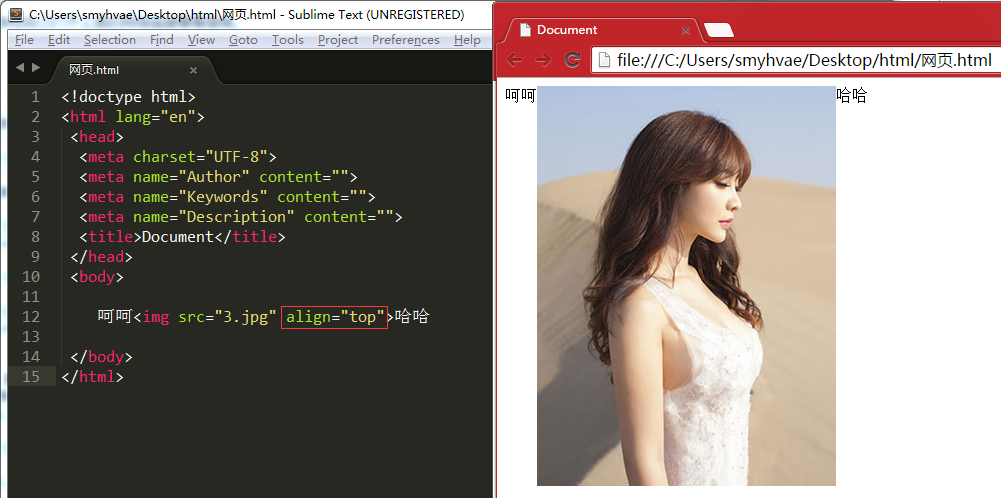 C:\Users\smyhvae\Desktop\html\网页.html - Sublime Text (UNREGISTERED)
File Edit Selection Find View Goto Tools Project Preferences Help
网页.html ×
1 <!doctype html>
2 <html lang="en">
3 <head>
4 <meta charset="UTF-8">
5 <meta name="Author" content="">
6 <meta name="Keywords" content="">
7 <meta name="Description" content="">
8 <title>Document</title>
9 </head>
10 <body>
11
12 呵呵<img src="3.jpg" align="top">哈哈
13
14 </body>
15 </html>
Document ×
file:///C:/Users/smyhvae/Desktop/html/网页.html
呵呵 哈哈